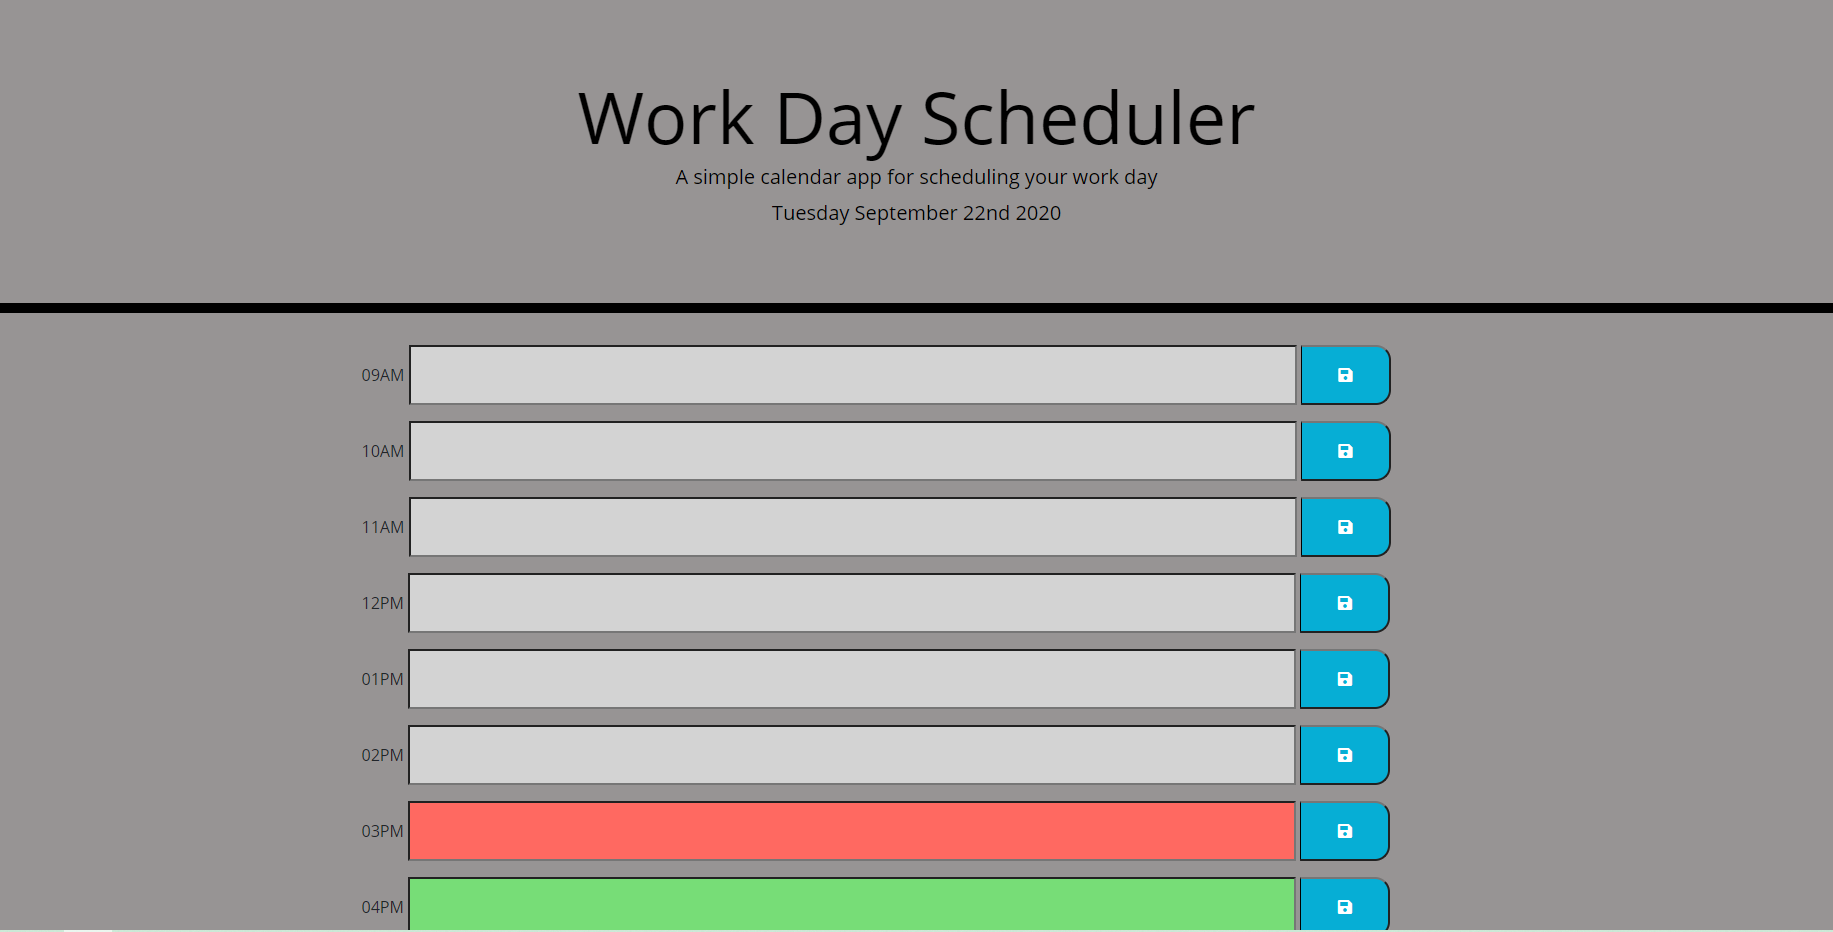 Work Day Scheduler
A simple calendar app for scheduling your work day
Tuesday September 22nd 2020
09AM
10AM
11AM
12PM
01PM
02PM
03PM
04PM